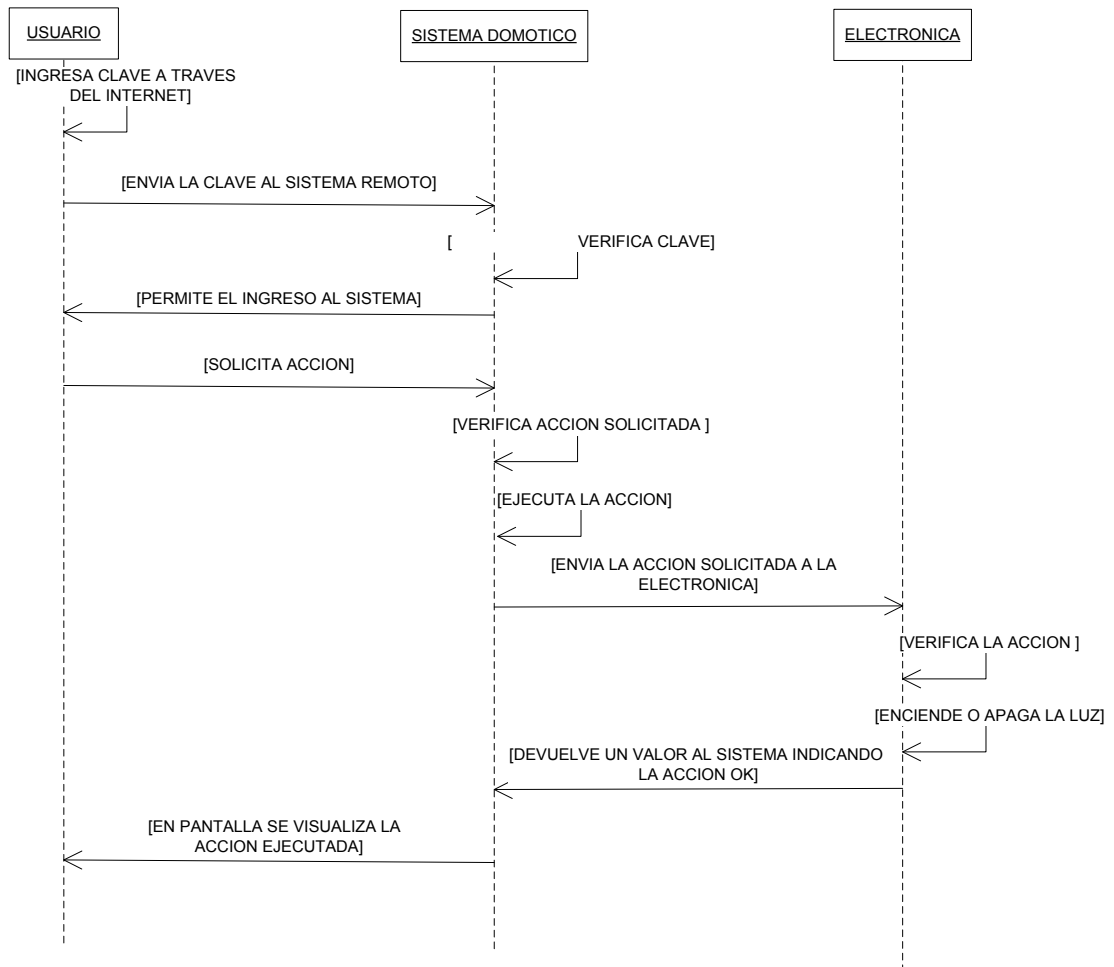 USUARIO
SISTEMA DOMOTICO
ELECTRONICA
[INGRESA CLAVE A TRAVES
DEL INTERNET]
[ENVIA LA CLAVE AL SISTEMA REMOTO]
[ VERIFICA CLAVE]
[PERMITE EL INGRESO AL SISTEMA]
[SOLICITA ACCION]
[VERIFICA ACCION SOLICITADA ]
[EJECUTA LA ACCION]
[ENVIA LA ACCION SOLICITADA A LA
ELECTRONICA]
[VERIFICA LA ACCION ]
[ENCIENDE O APAGA LA LUZ]
[DEVUELVE UN VALOR AL SISTEMA INDICANDO
LA ACCION OK]
[EN PANTALLA SE VISUALIZA LA
ACCION EJECUTADA]